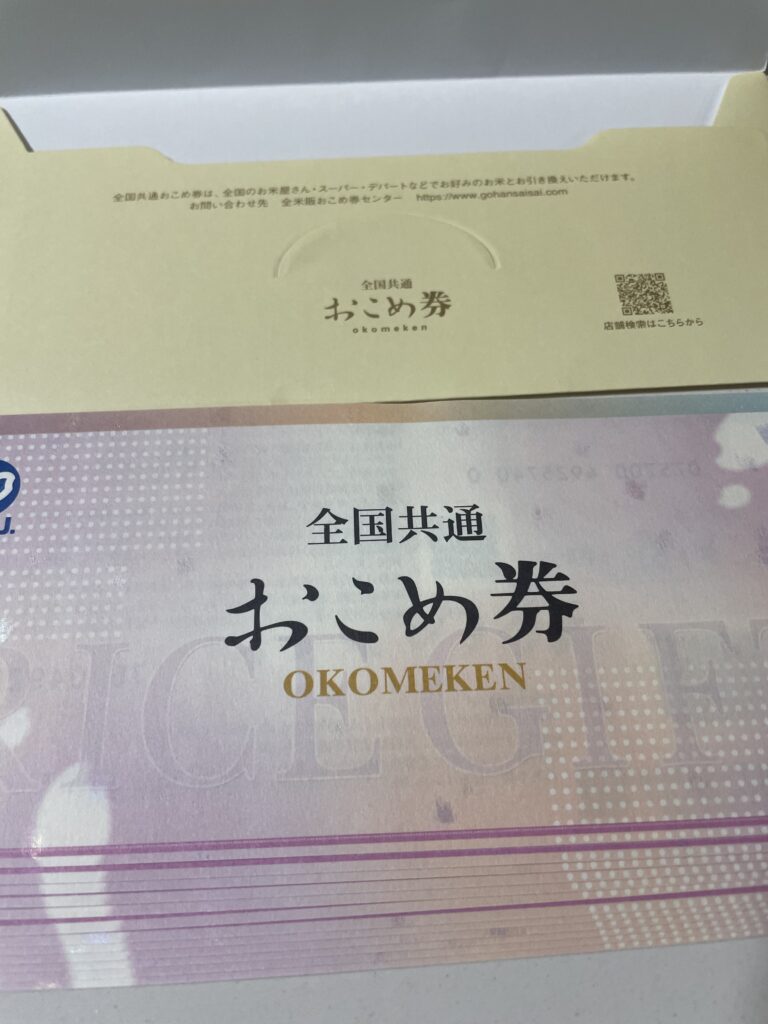 全国共通おこめ券は、全国のお米屋さん・スーパー・デパートなどでお好みのお米とお引き換えいただけます。
お問い合わせ先　全米販おこめ券センター　https://www.gohansaisai.com
全国共通
おこめ券
okomeken
店舗検索はこちらから
全国共通
おこめ券
OKOMEKEN
RICE GIFT